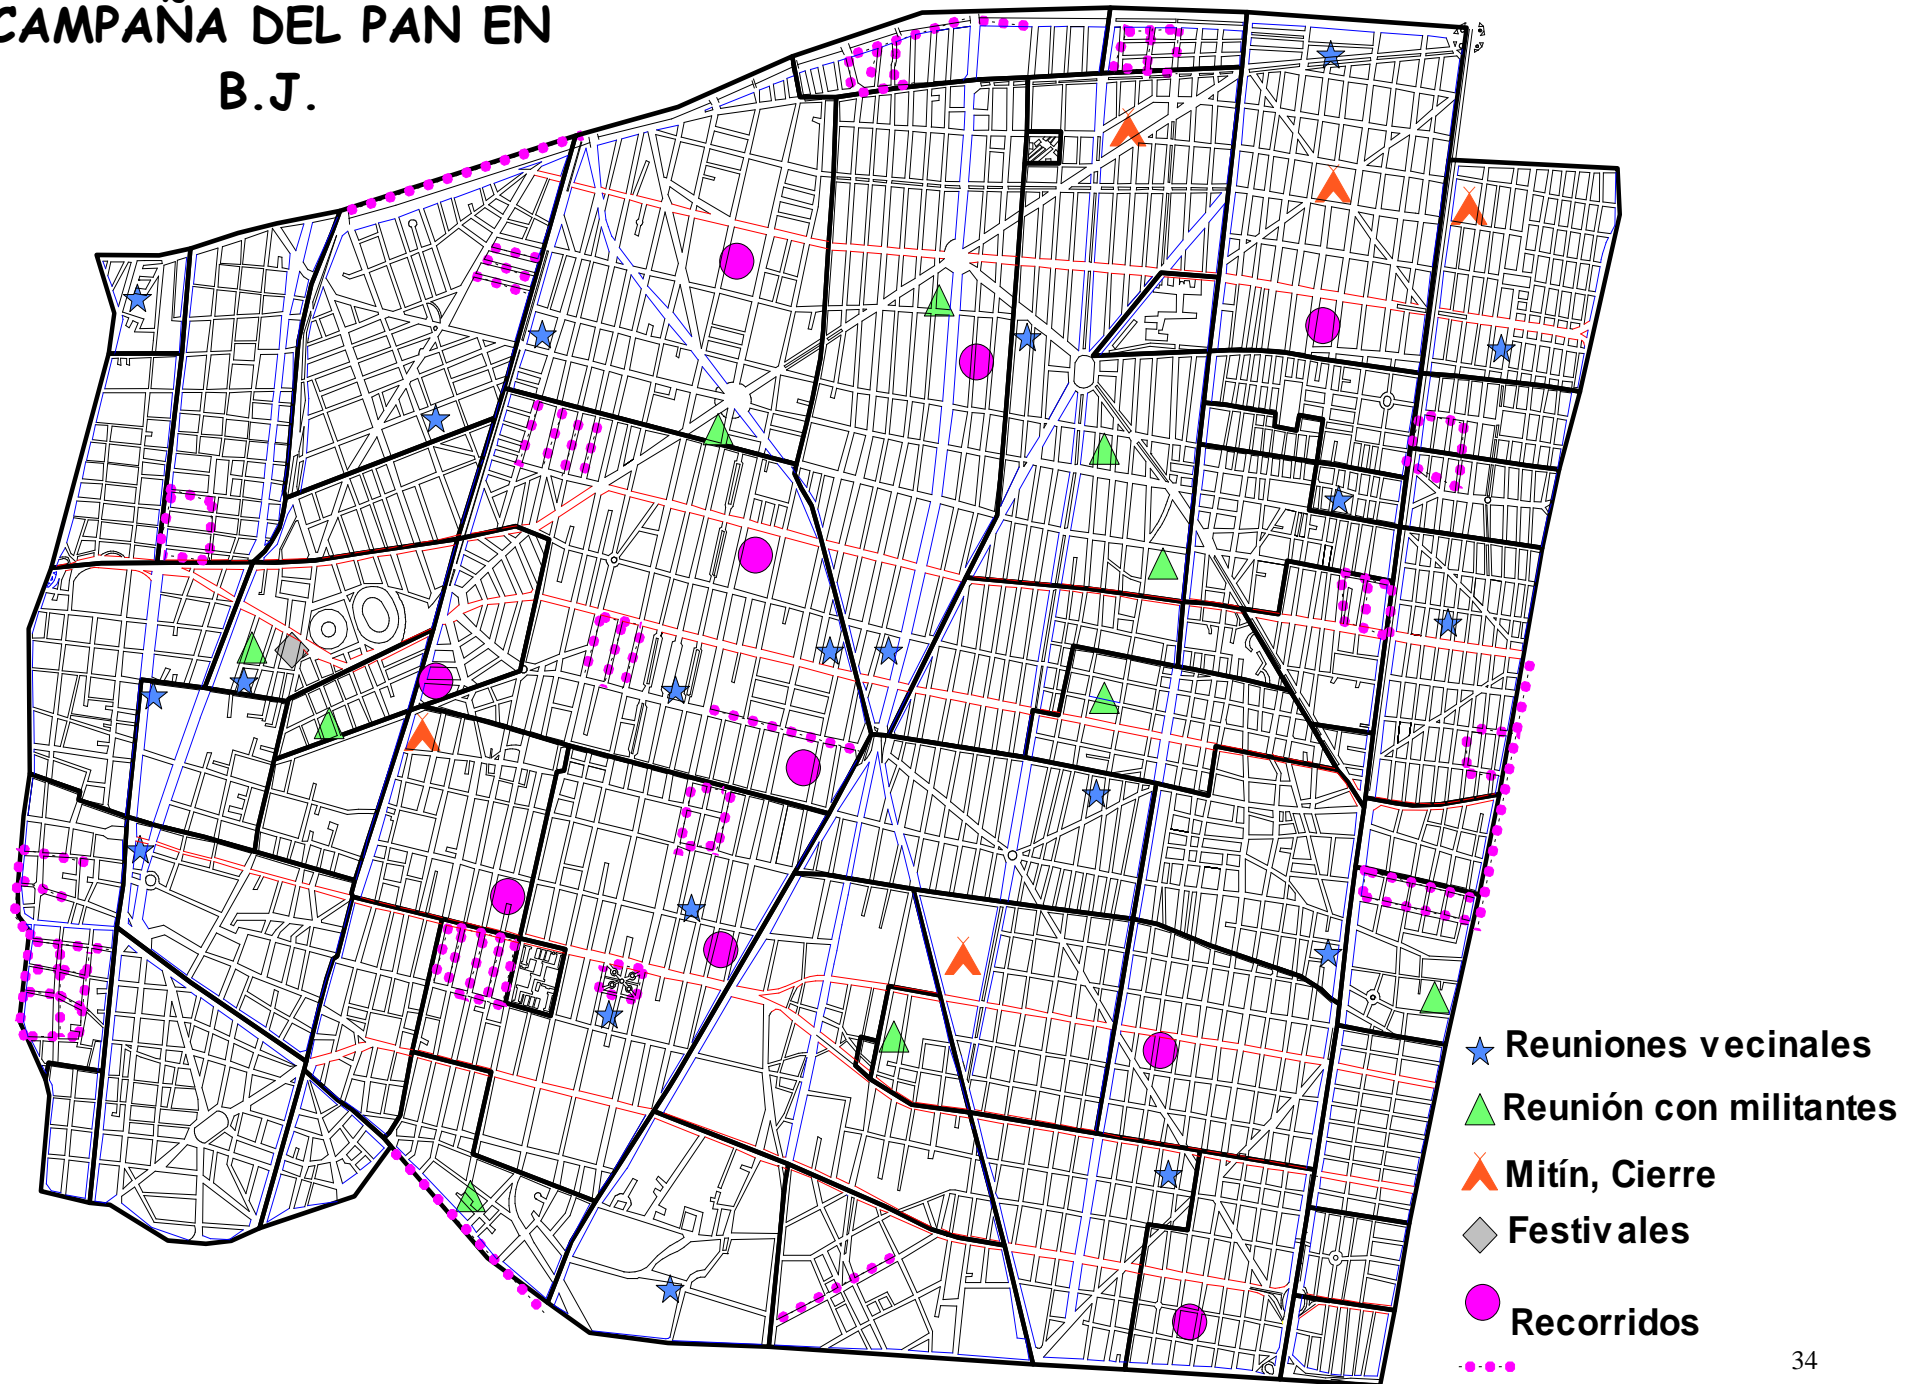 CAMPAÑA DEL PAN EN
B.J.
Reuniones vecinales
Reunión con militantes
Mitín, Cierre
Festivales
Recorridos
34